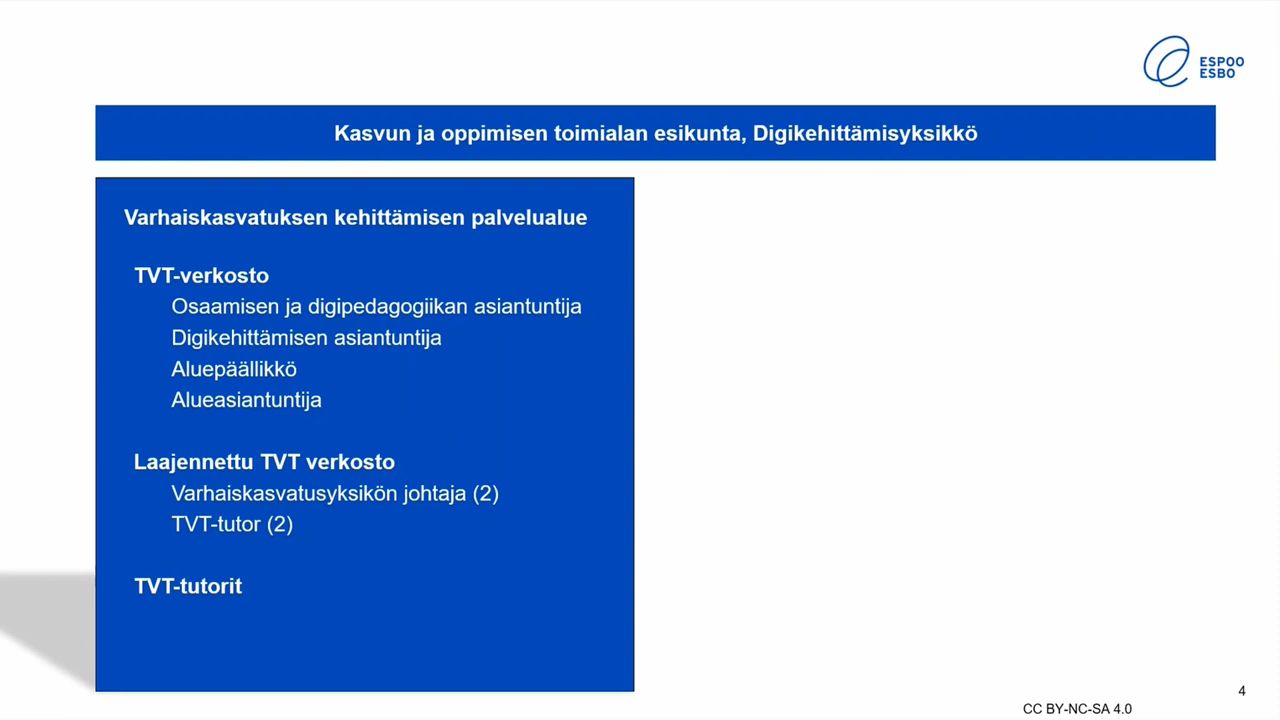 ESPOO
ESBO
Kasvun ja oppimisen toimialan esikunta, Digikehittämisyksikkö
Varhaiskasvatuksen kehittämisen palvelualue
TVT-verkosto
Osaamisen ja digipedagogiikan asiantuntija
Digikehittämisen asiantuntija
Aluepäällikkö
Alueasiantuntija
Laajennettu TVT verkosto
Varhaiskasvatusyksikön johtaja (2)
TVT-tutor (2)
TVT-tutorit
4
CC BY-NC-SA 4.0